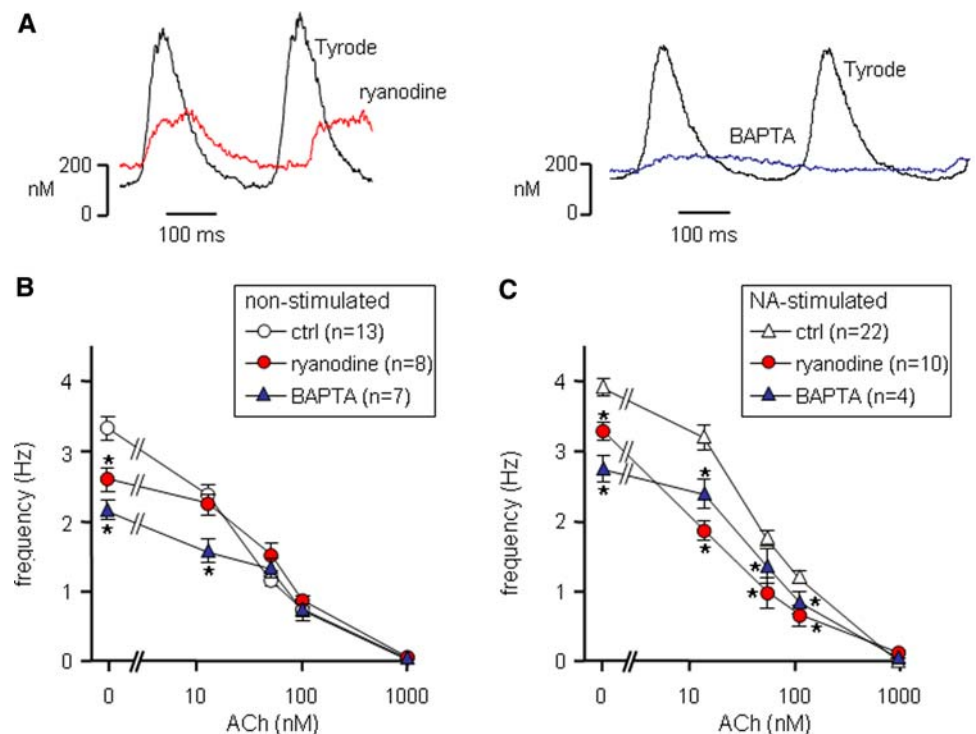 A
Tyrode
ryanodine
200
nM
0
100 ms
Tyrode
BAPTA
200
nM
0
100 ms
B
non-stimulated
ctrl (n=13)
ryanodine (n=8)
BAPTA (n=7)
frequency (Hz)
4
3
2
1
0
* * *
0 10 100 1000
ACh (nM)
C
NA-stimulated
ctrl (n=22)
ryanodine (n=10)
BAPTA (n=4)
frequency (Hz)
4
3
2
1
0
* * * * * * * *
0 10 100 1000
ACh (nM)